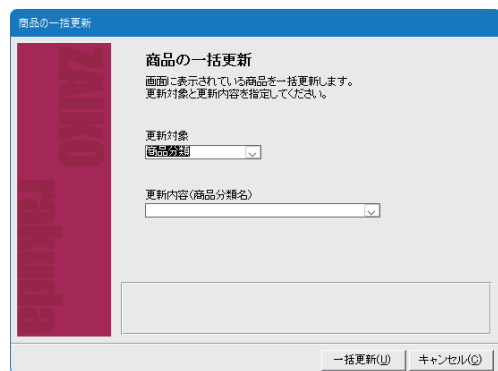 商品の一括更新
ZAIKO
rakuda
商品の一括更新
画面に表示されている商品を一括更新します。
更新対象と更新内容を指定してください。
更新対象
商品分類
更新内容(商品分類名)
一括更新(U)
キャンセル(C)